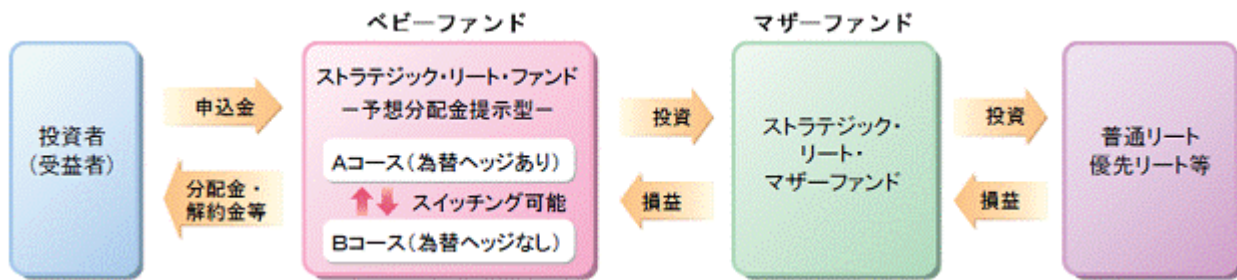 ベビーファンド
マザーファンド
投資者
(受益者)
申込金
分配金・
解約金等
ストラテジック・リート・ファンド
－予想分配金提示型－
Aコース(為替ヘッジあり)
スイッチング可能
Bコース(為替ヘッジなし)
投資
損益
ストラテジック・
リート・
マザーファンド
投資
損益
普通リート
優先リート等